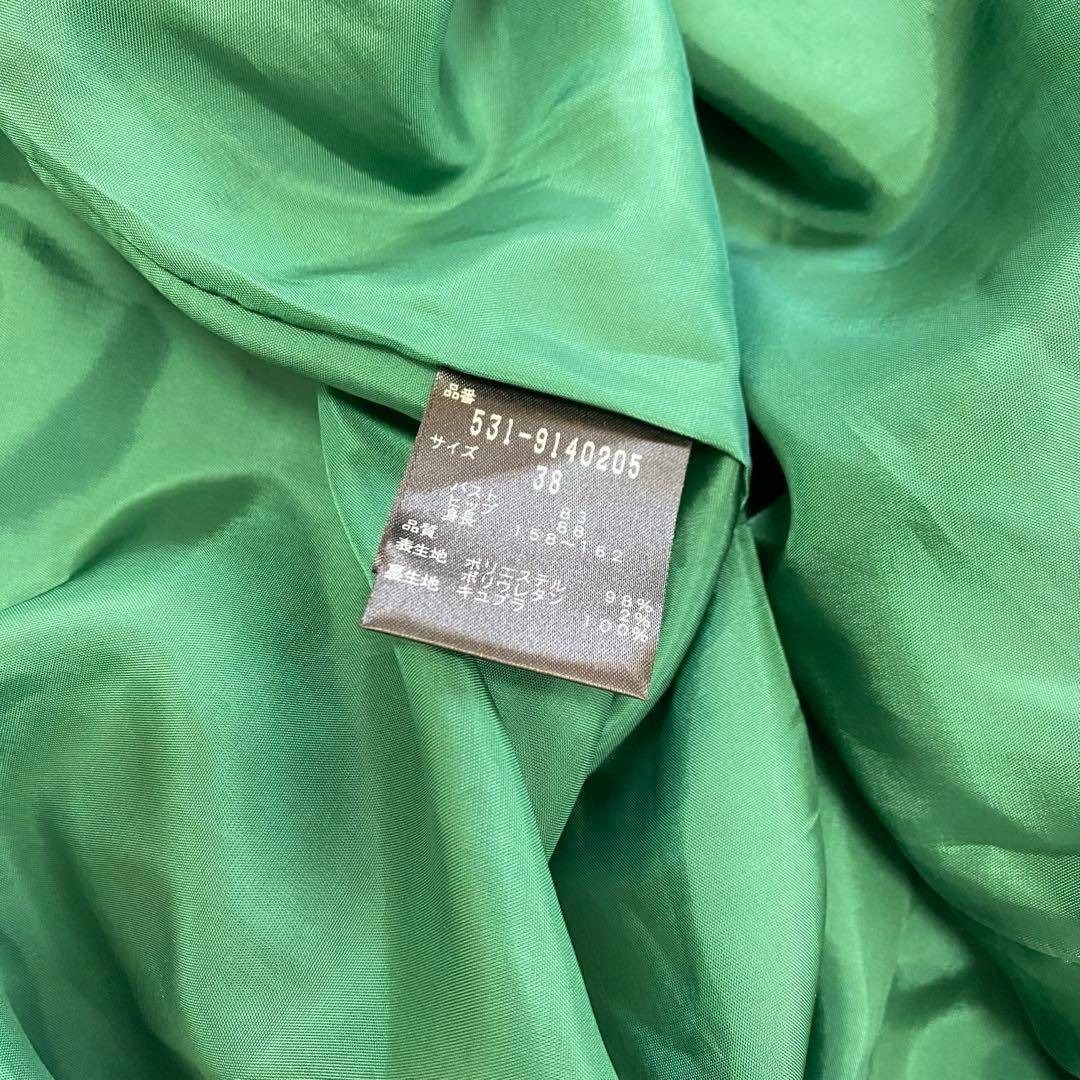 品番
531-9140205
サイズ 38
バスト 83
ヒップ 88
身長 158~162
品質
表生地 ポリエステル 98%
ポリウレタン 2%
裏生地 キュプラ 100%